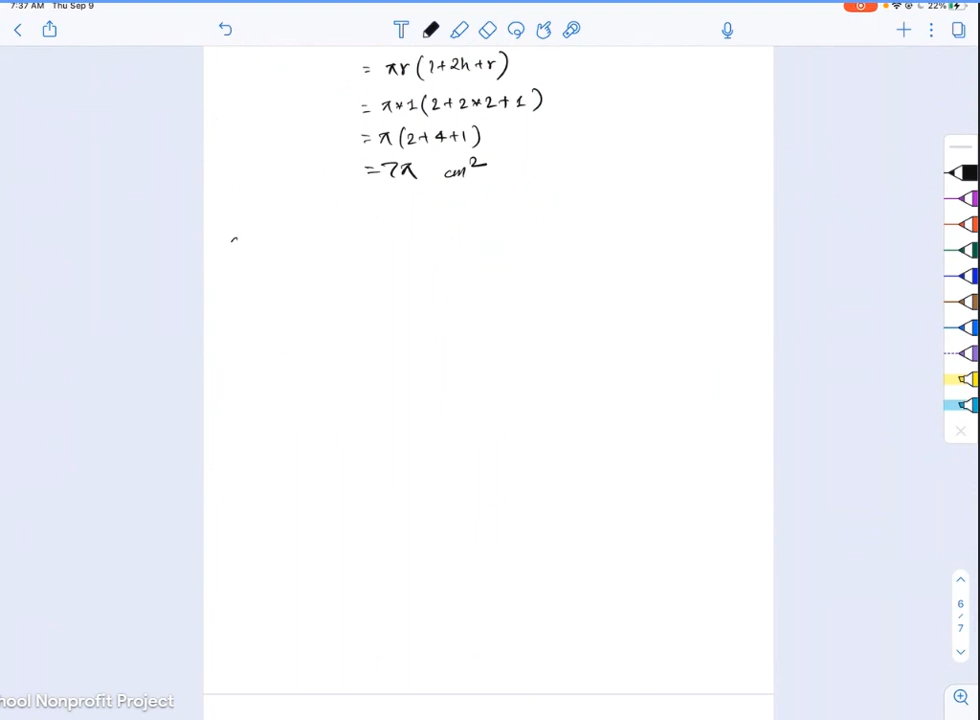 7:37 AM Thu Sep 9
22%
= πr (l+2h+r)
= π*1(2+2*2+1)
= π(2+4+1)
=7π cm²
6
/
7
hool Nonprofit Project